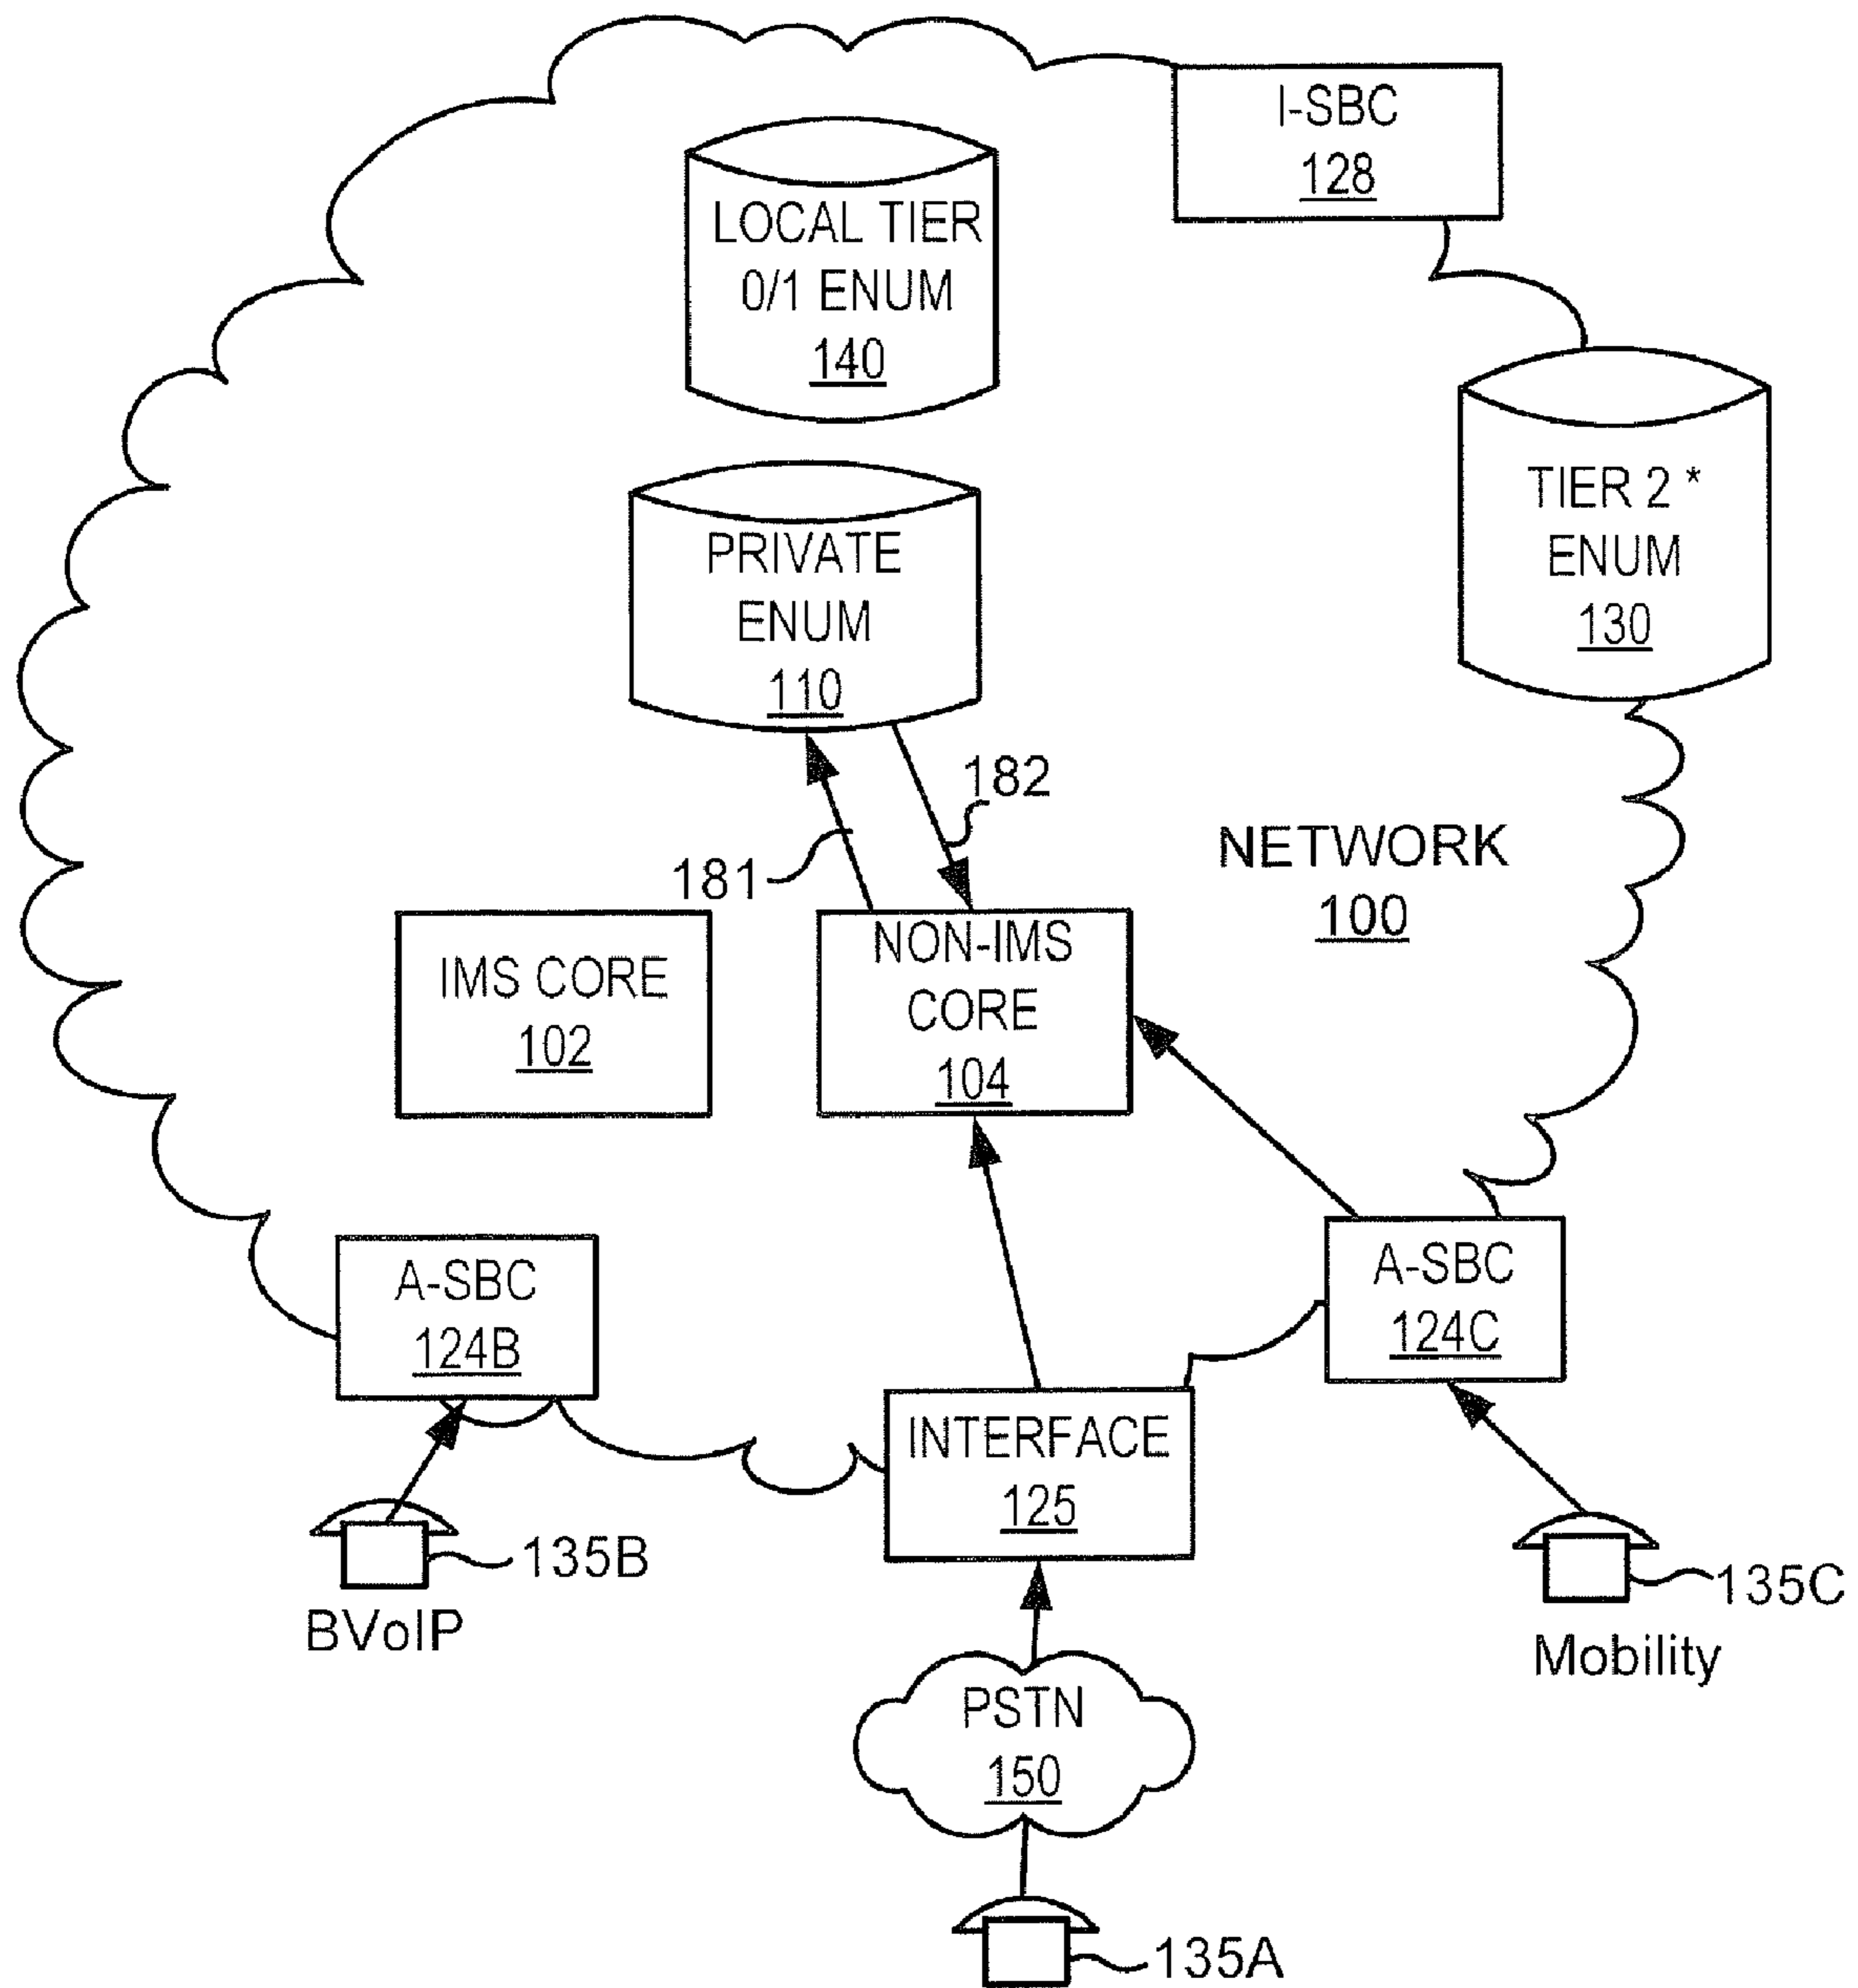 I-SBC
128
LOCAL TIER
0/1 ENUM
140
TIER 2 *
ENUM
130
PRIVATE
ENUM
110
182
181
NETWORK
100
IMS CORE
102
NON-IMS
CORE
104
A-SBC
124B
A-SBC
124C
INTERFACE
125
135B
BVoIP
135C
Mobility
PSTN
150
135A